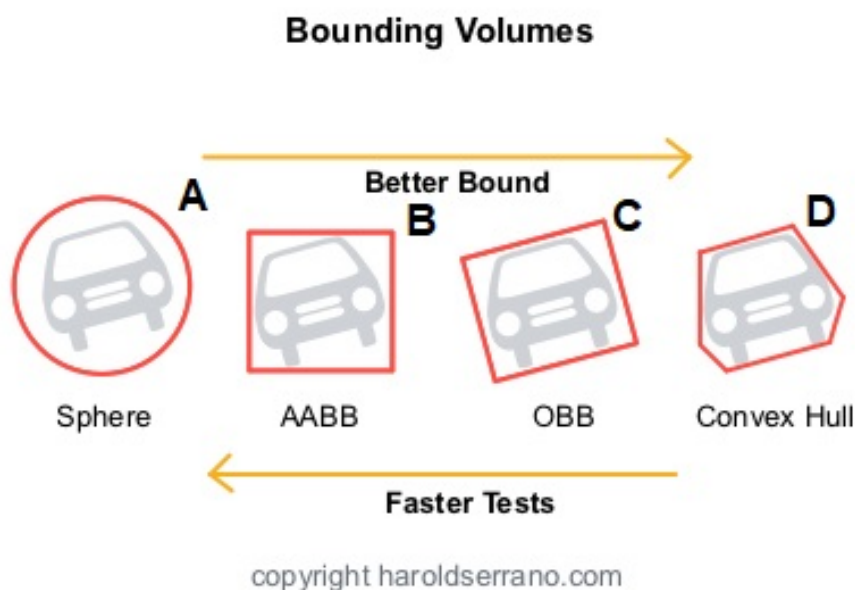 Bounding Volumes
Better Bound
A
B
C
D
Sphere
AABB
OBB
Convex Hull
Faster Tests
copyright haroldserrano.com